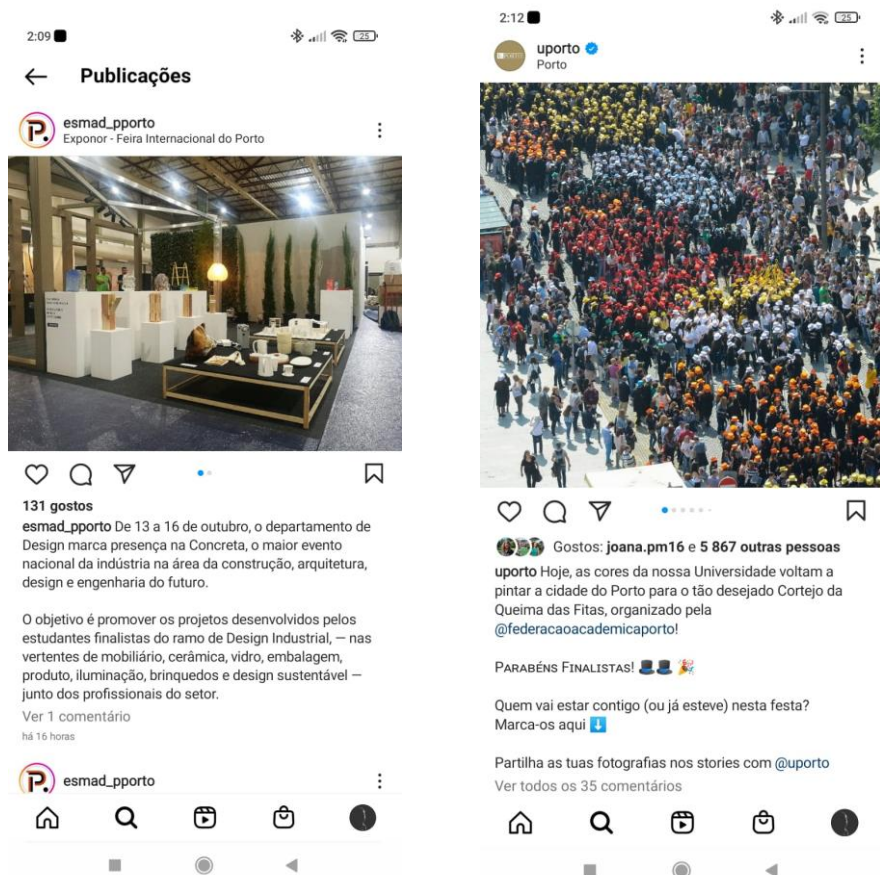 2:09
25
Publicações
P.
esmad_pporto
Exponor - Feira Internacional do Porto
131 gostos
esmad_pporto De 13 a 16 de outubro, o departamento de
Design marca presença na Concreta, o maior evento
nacional da indústria na área da construção, arquitetura,
design e engenharia do futuro.
O objetivo é promover os projetos desenvolvidos pelos
estudantes finalistas do ramo de Design Industrial, — nas
vertentes de mobiliário, cerâmica, vidro, embalagem,
produto, iluminação, brinquedos e design sustentável —
junto dos profissionais do setor.
Ver 1 comentário
há 16 horas
P.
esmad_pporto
2:12
25
uporto
Porto
Gostos: joana.pm16 e 5 867 outras pessoas
uporto Hoje, as cores da nossa Universidade voltam a
pintar a cidade do Porto para o tão desejado Cortejo da
Queima das Fitas, organizado pela
@federacaoacademicaporto!
PARABÉNS FINALISTAS! 🎩🎩 🎉
Quem vai estar contigo (ou já esteve) nesta festa?
Marca-os aqui ⬇️
Partilha as tuas fotografias nos stories com @uporto
Ver todos os 35 comentários